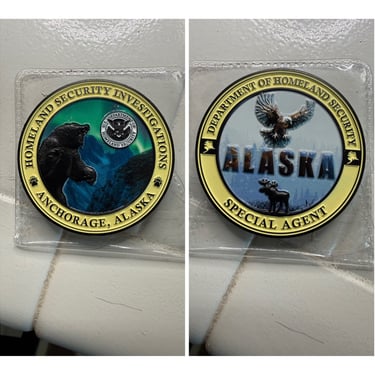 HOMELAND SECURITY INVESTIGATIONS
ANCHORAGE, ALASKA
DEPARTMENT OF HOMELAND SECURITY
ALASKA
SPECIAL AGENT